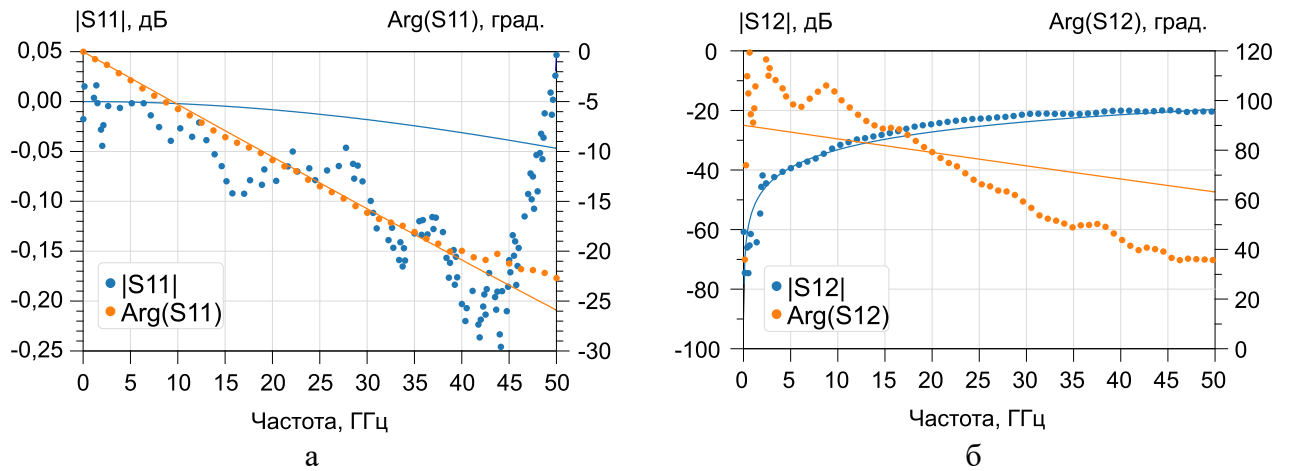 |S11|, дБ Arg(S11), град.
0,05 0
0,00 -5
-0,05 -10
0,10 -15
-0,15 -20
-0,20 -25
-0,25 -30
|S11|
Arg(S11)
0 5 10 15 20 25 30 35 40 45 50
Частота, ГГц
а
|S12|, дБ Arg(S12), град.
0 120
-20 100
-40 80
-60 60
-80 40
-100 20
0
|S12|
Arg(S12)
0 5 10 15 20 25 30 35 40 45 50
Частота, ГГц
б